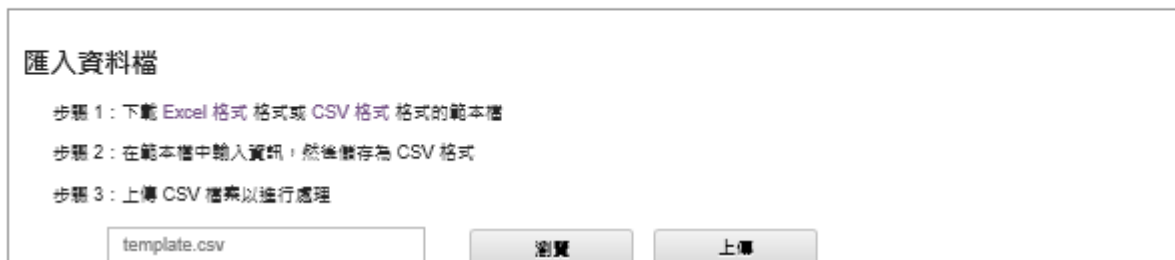 匯入資料檔
步驟 1：下載 Excel 格式 格式或 CSV 格式 格式的範本檔
步驟 2：在範本檔中輸入資訊，然後儲存為 CSV 格式
步驟 3：上傳 CSV 檔案以進行處理
template.csv 瀏覽 上傳